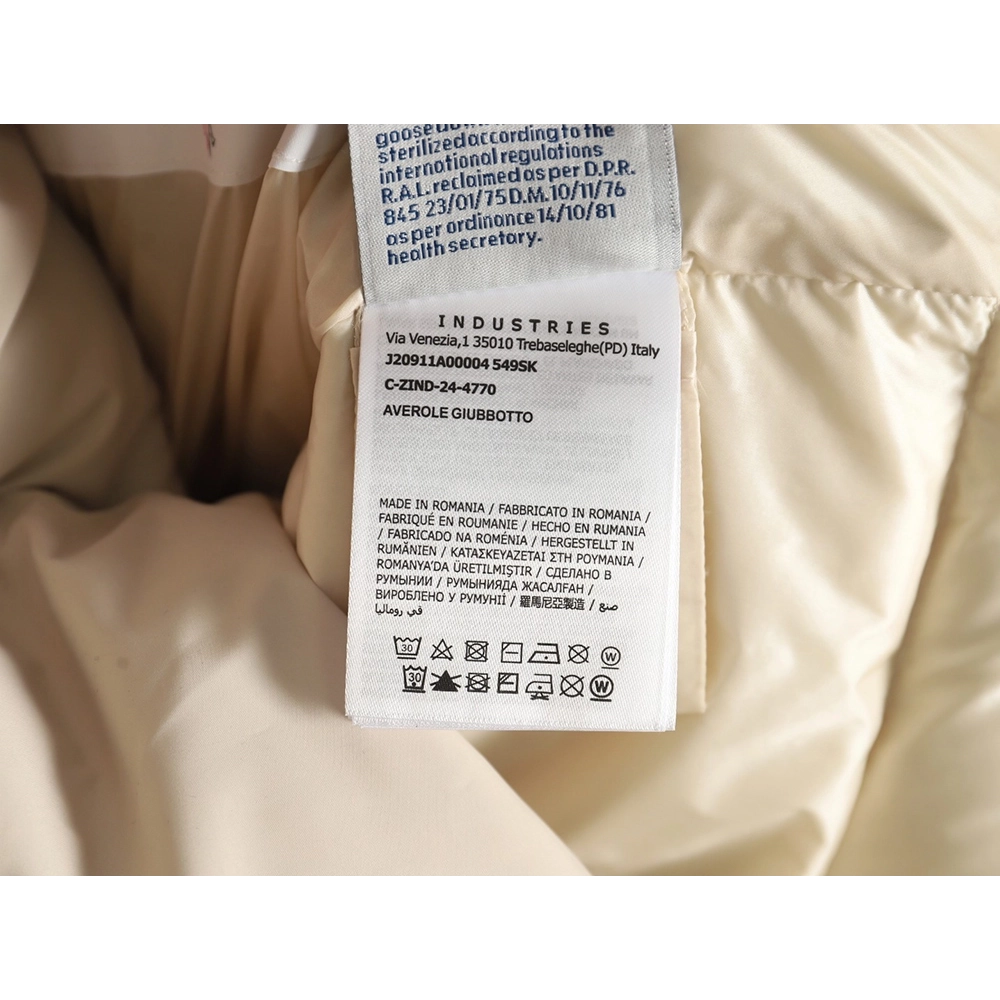 goose down
sterilized according to the
international regulations
R.A.L. reclaimed as per D.P.R.
845 23/01/75 D.M. 10/11/76
as per ordinance 14/10/81
health secretary.
INDUSTRIES
Via Venezia,1 35010 Trebaseleghe(PD) Italy
J20911A00004 549SK
C-ZIND-24-4770
AVEROLE GIUBBOTTO
MADE IN ROMANIA / FABBRICATO IN ROMANIA /
FABRIQUÉ EN ROUMANIE / HECHO EN RUMANIA
/ FABRICADO NA ROMÉNIA / HERGESTELLT IN
RUMÄNIEN / ΚΑΤΑΣΚΕΥΑΖΕΤΑΙ ΣΤΗ ΡΟΥΜΑΝΙΑ /
ROMANYA'DA ÜRETILMIŞTIR / СДЕЛАНО В
РУМЫНИИ / РУМЫНИЯДА ЖАСАЛҒАН /
ВИРОБЛЕНО У РУМУНІЇ / 羅馬尼亞製造 / صنع
في رومانيا
30 W
30 W